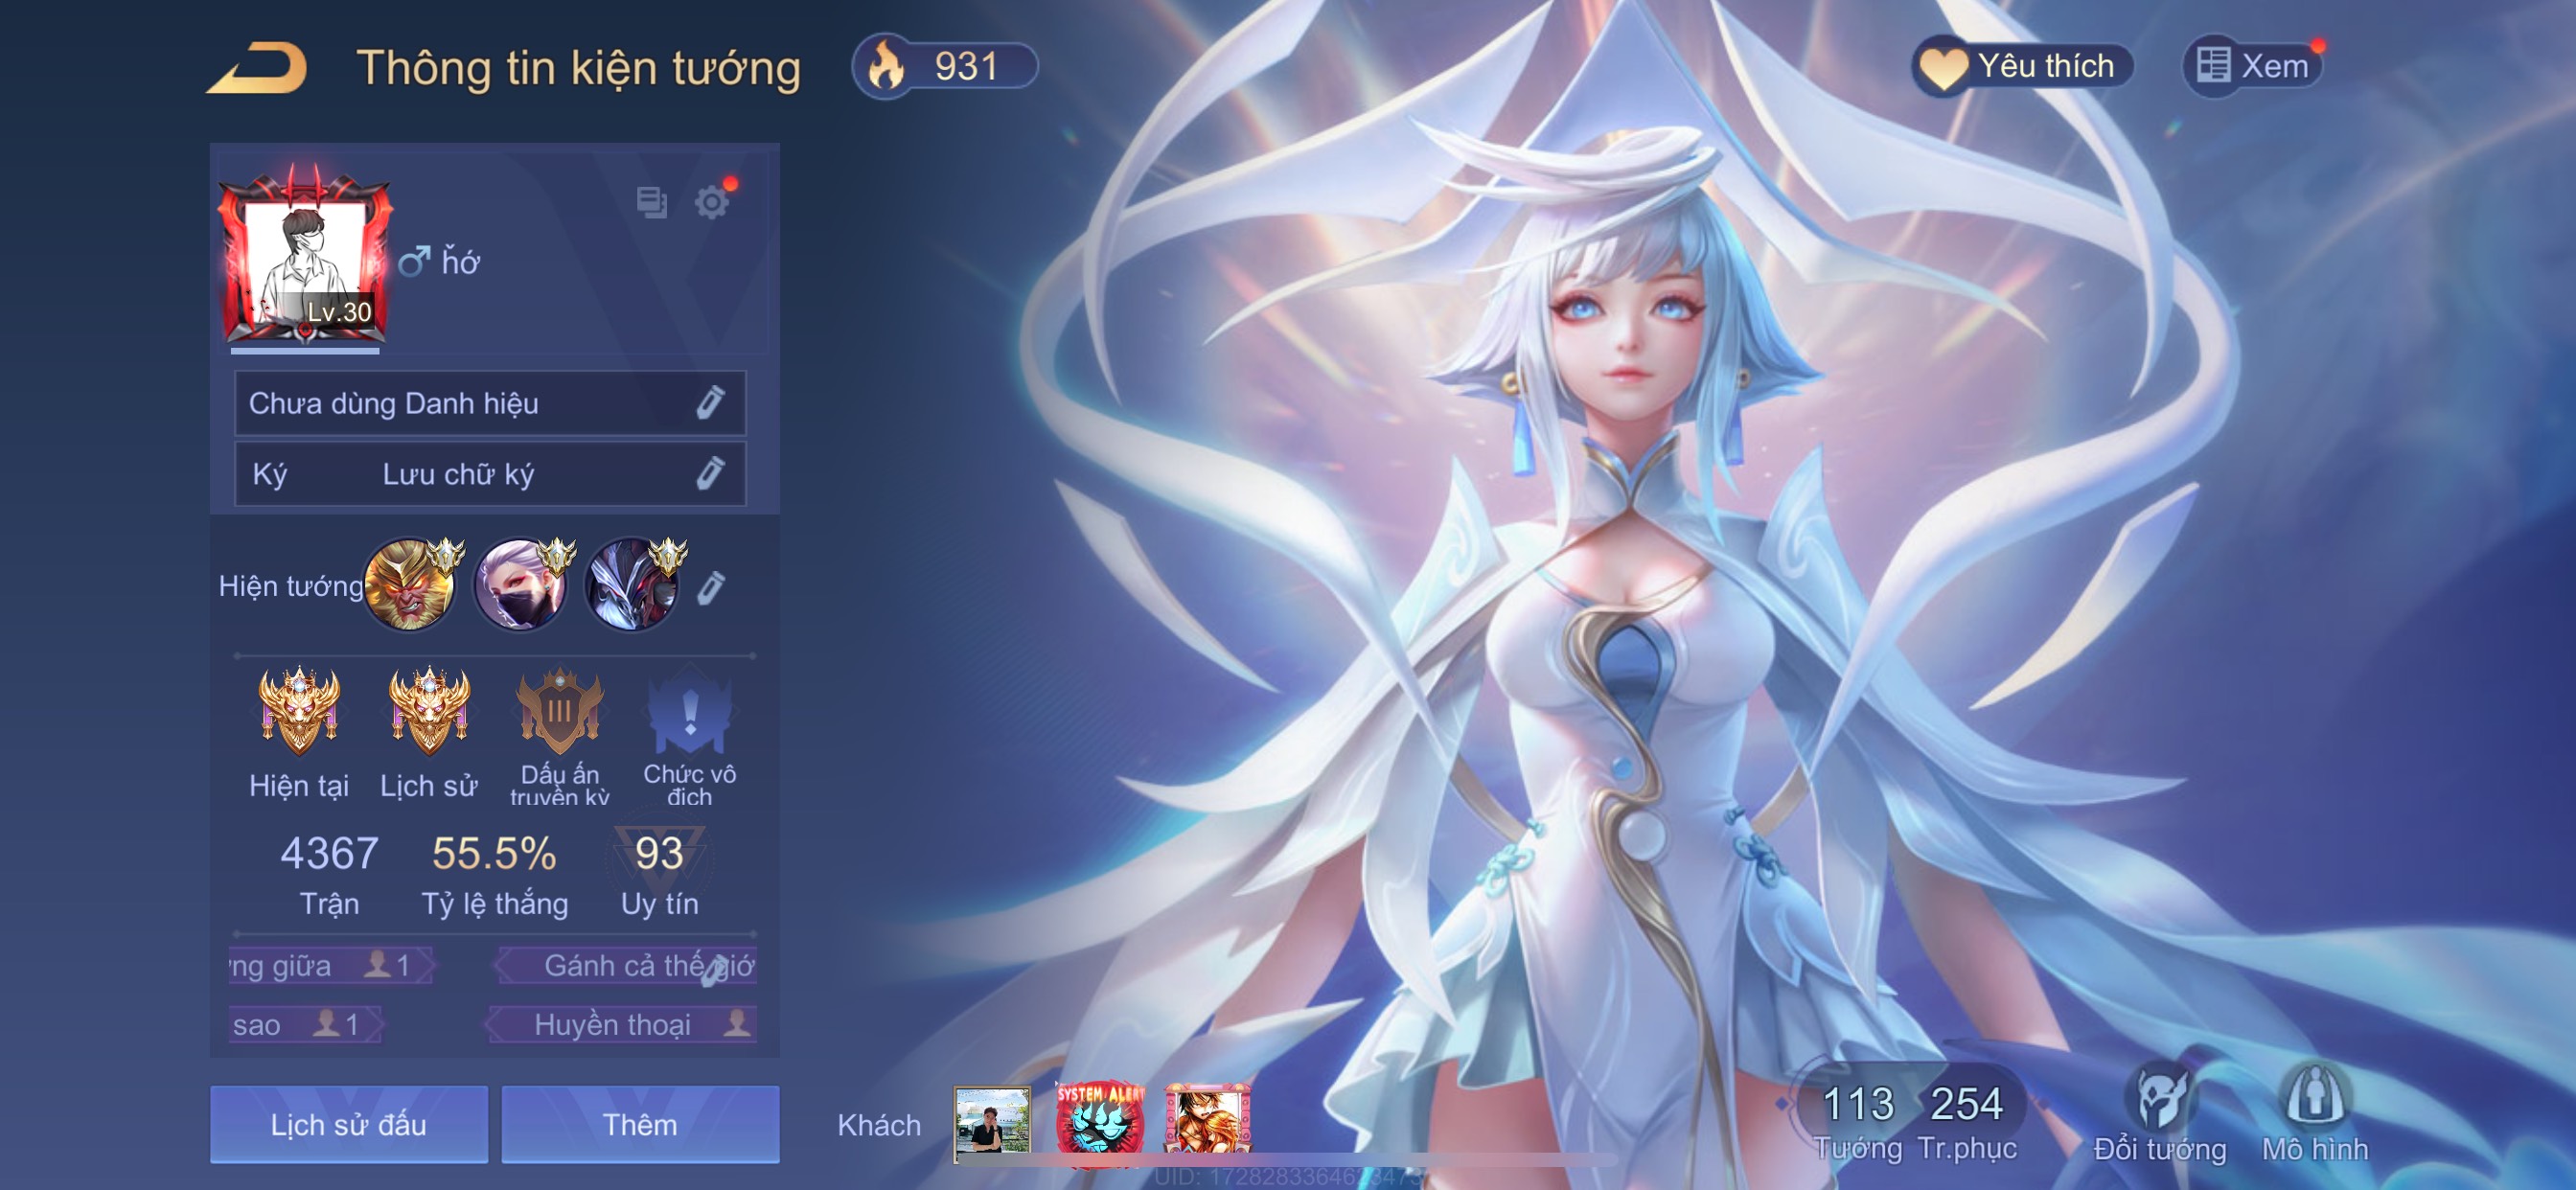 Thông tin kiện tướng
931
Yêu thích
Xem
Lv.30
ȟớ
Chưa dùng Danh hiệu
Ký Lưu chữ ký
Hiện tướng
Hiện tại
Lịch sử
Dấu ấn
truyền kỳ
Chức vô
địch
4367
Trận
55.5%
Tỷ lệ thắng
93
Uy tín
ng giữa 1
Gánh cả thế giớ
sao 1
Huyền thoại
Lịch sử đấu
Thêm
Khách
SYSTEM ALERT
113 254
Tướng Tr.phục
Đổi tướng
Mô hình